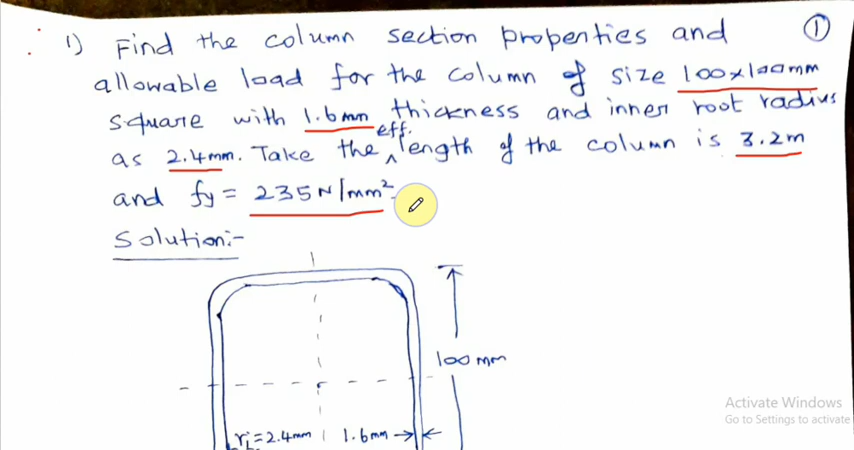 1) Find the column section properties and ①
allowable load for the column of size 100x100mm
square with 1.6mm thickness and inner root radius
as 2.4mm. Take the eff. length of the column is 3.2m
and fy = 235N/mm².
Solution:-
100 mm
ri=2.4mm 1.6mm
Activate Windows
Go to Settings to activate